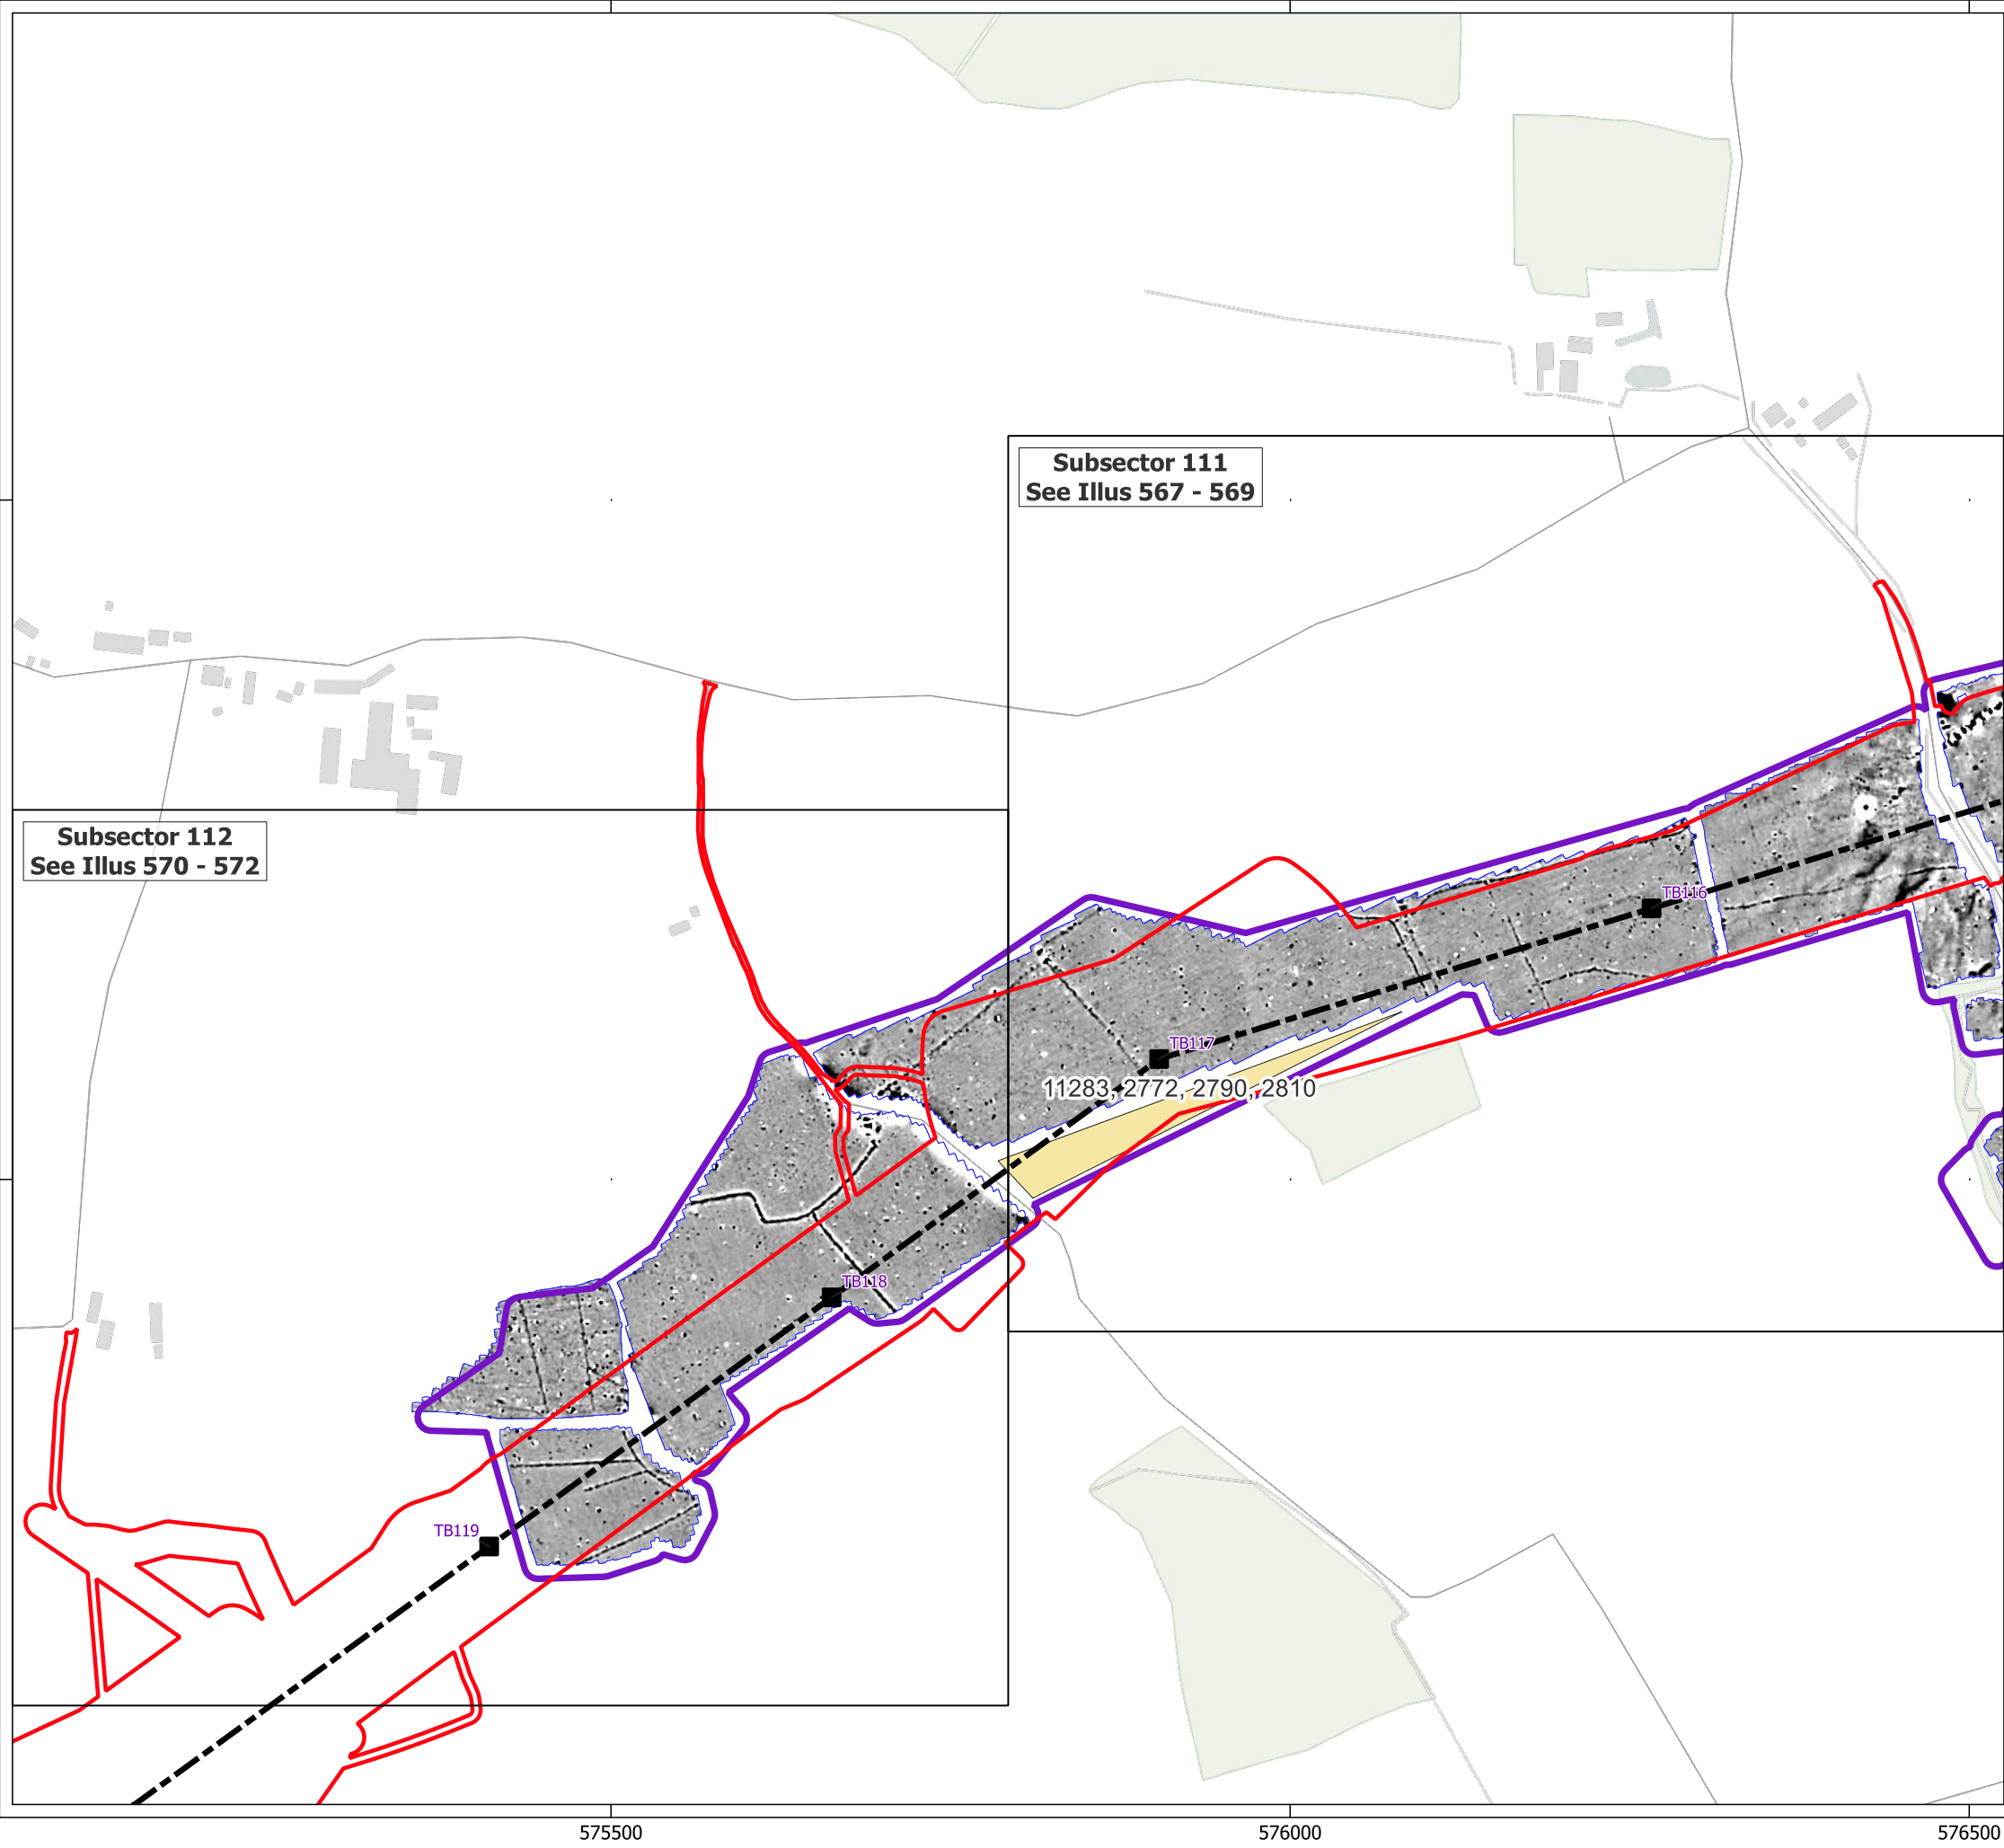 Subsector 111
See Illus 567 - 569
Subsector 112
See Illus 570 - 572
TB116
TB117
11283, 2772, 2790, 2810
TB118
TB119
575500
576000
576500